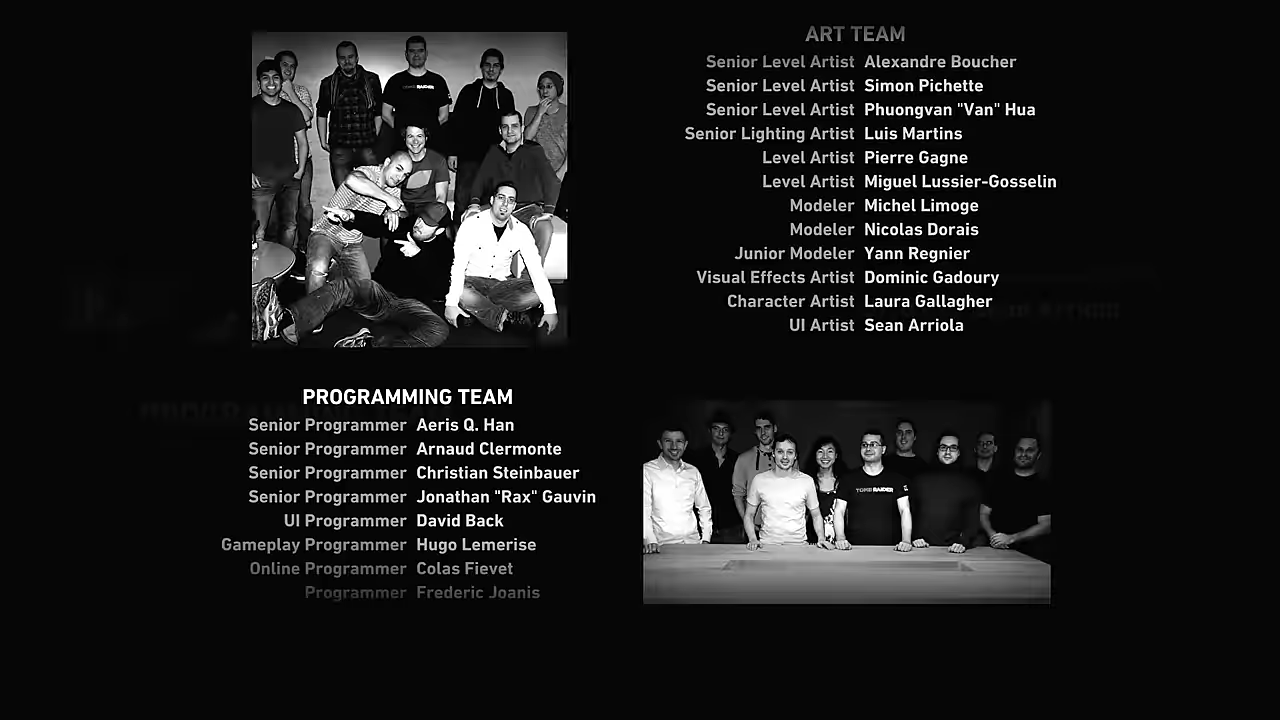 ART TEAM
Senior Level Artist Alexandre Boucher
Senior Level Artist Simon Pichette
Senior Level Artist Phuongvan "Van" Hua
Senior Lighting Artist Luis Martins
Level Artist Pierre Gagne
Level Artist Miguel Lussier-Gosselin
Modeler Michel Limoge
Modeler Nicolas Dorais
Junior Modeler Yann Regnier
Visual Effects Artist Dominic Gadoury
Character Artist Laura Gallagher
UI Artist Sean Arriola
TOMB RAIDER
PROGRAMMING TEAM
Senior Programmer Aeris Q. Han
Senior Programmer Arnaud Clermonte
Senior Programmer Christian Steinbauer
Senior Programmer Jonathan "Rax" Gauvin
UI Programmer David Back
Gameplay Programmer Hugo Lemerise
Online Programmer Colas Fievet
Programmer Frederic Joanis
TOMB RAIDER